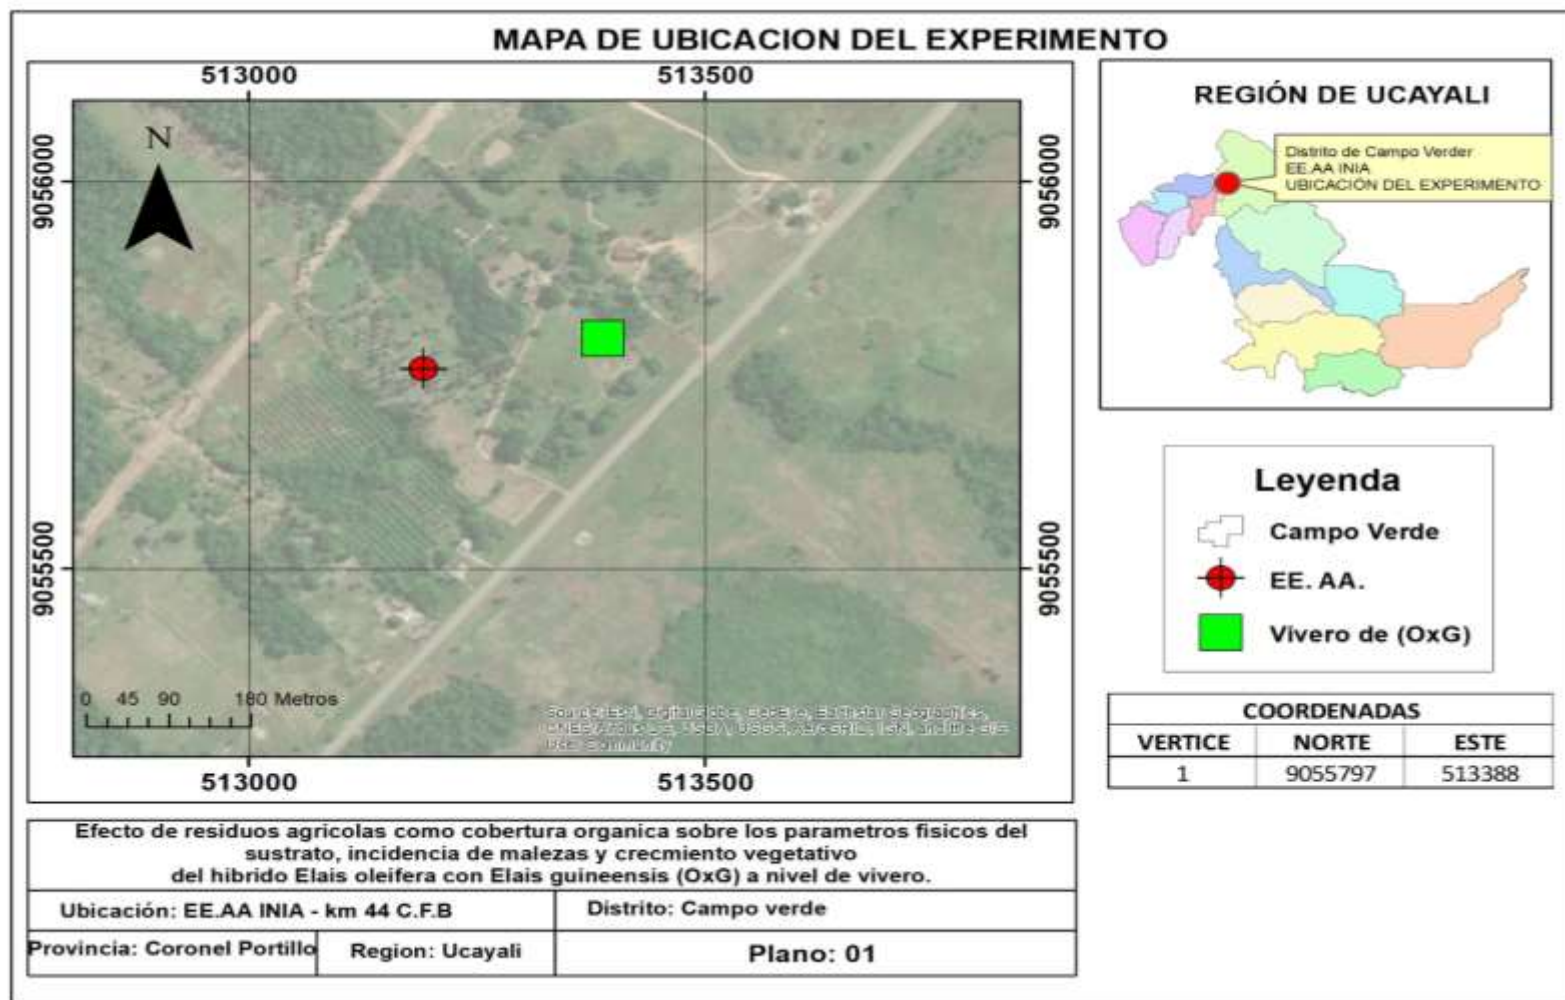 MAPA DE UBICACION DEL EXPERIMENTO
513000 513500
N
9056000
9056000
9055500
9055500
0 45 90 180 Metros
513000 513500
REGIÓN DE UCAYALI
Distrito de Campo Verder
EE.AA INIA
UBICACIÓN DEL EXPERIMENTO
Leyenda
Campo Verde
EE. AA.
Vivero de (OxG)
COORDENADAS
VERTICE NORTE ESTE
1 9055797 513388
Efecto de residuos agricolas como cobertura organica sobre los parametros fisicos del
sustrato, incidencia de malezas y crecmiento vegetativo
del hibrido Elais oleifera con Elais guineensis (OxG) a nivel de vivero.
Ubicación: EE.AA INIA - km 44 C.F.B Distrito: Campo verde
Provincia: Coronel Portillo Region: Ucayali Plano: 01